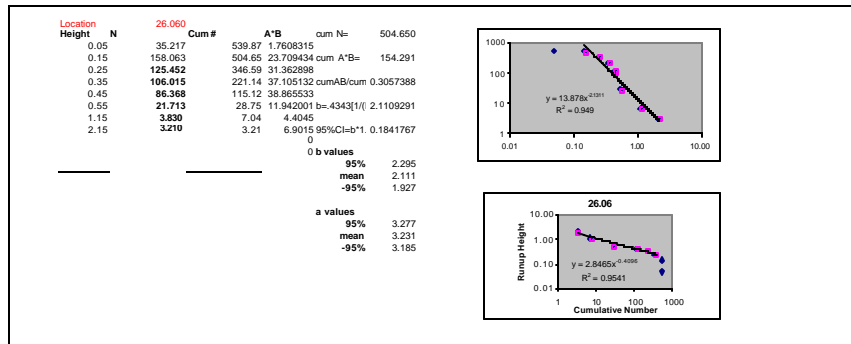 Location 26.060
Height N Cum # A*B cum N= 504.650
0.05 35.217 539.87 1.7608315
0.15 158.063 504.65 23.709434 cum A*B= 154.291
0.25 125.452 346.59 31.362898
0.35 106.015 221.14 37.105132 cumAB/cum 0.3057388
0.45 86.368 115.12 38.865533
0.55 21.713 28.75 11.942001 b=.4343[1/( 2.1109291
1.15 3.830 7.04 4.4045
2.15 3.210 3.21 6.9015 95%CI=b*1. 0.1841767
0
0 b values
95% 2.295
mean 2.111
-95% 1.927
a values
95% 3.277
mean 3.231
-95% 3.185
1000
100
10
1
y = 13.878x-2.1311
R2 = 0.949
0.01 0.10 1.00 10.00
26.06
Runup Height
10.00
1.00
0.10
0.01
y = 2.8465x-0.4096
R2 = 0.9541
1 10 100 1000
Cumulative Number